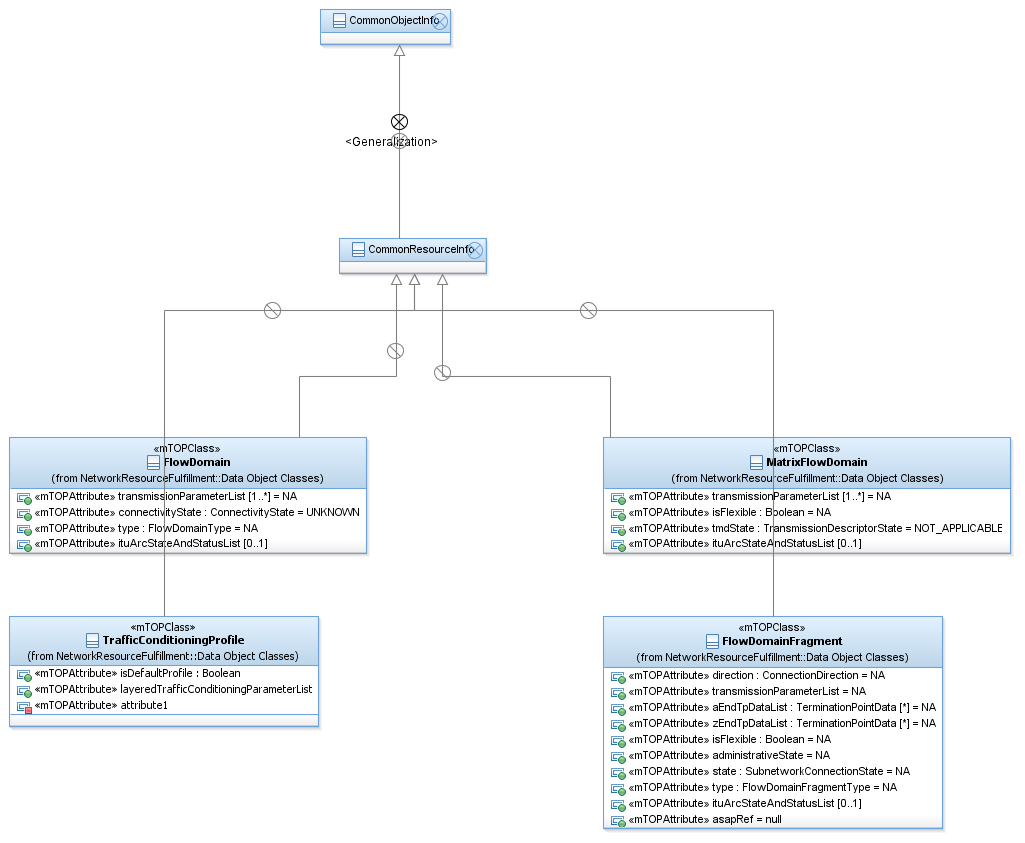 CommonObjectInfo
<Generalization>
CommonResourceInfo
«mTOPClass»
FlowDomain
(from NetworkResourceFulfillment::Data Object Classes)
«mTOPAttribute» transmissionParameterList [1..*] = NA
«mTOPAttribute» connectivityState : ConnectivityState = UNKNOWN
«mTOPAttribute» type : FlowDomainType = NA
«mTOPAttribute» ituArcStateAndStatusList [0..1]
«mTOPClass»
MatrixFlowDomain
(from NetworkResourceFulfillment::Data Object Classes)
«mTOPAttribute» transmissionParameterList [1..*] = NA
«mTOPAttribute» isFlexible : Boolean = NA
«mTOPAttribute» tmdState : TransmissionDescriptorState = NOT_APPLICABLE
«mTOPAttribute» ituArcStateAndStatusList [0..1]
«mTOPClass»
TrafficConditioningProfile
(from NetworkResourceFulfillment::Data Object Classes)
«mTOPAttribute» isDefaultProfile : Boolean
«mTOPAttribute» layeredTrafficConditioningParameterList
«mTOPAttribute» attribute1
«mTOPClass»
FlowDomainFragment
(from NetworkResourceFulfillment::Data Object Classes)
«mTOPAttribute» direction : ConnectionDirection = NA
«mTOPAttribute» transmissionParameterList = NA
«mTOPAttribute» aEndTpDataList : TerminationPointData [*] = NA
«mTOPAttribute» zEndTpDataList : TerminationPointData [*] = NA
«mTOPAttribute» isFlexible : Boolean = NA
«mTOPAttribute» administrativeState = NA
«mTOPAttribute» state : SubnetworkConnectionState = NA
«mTOPAttribute» type : FlowDomainFragmentType = NA
«mTOPAttribute» ituArcStateAndStatusList [0..1]
«mTOPAttribute» asapRef = null